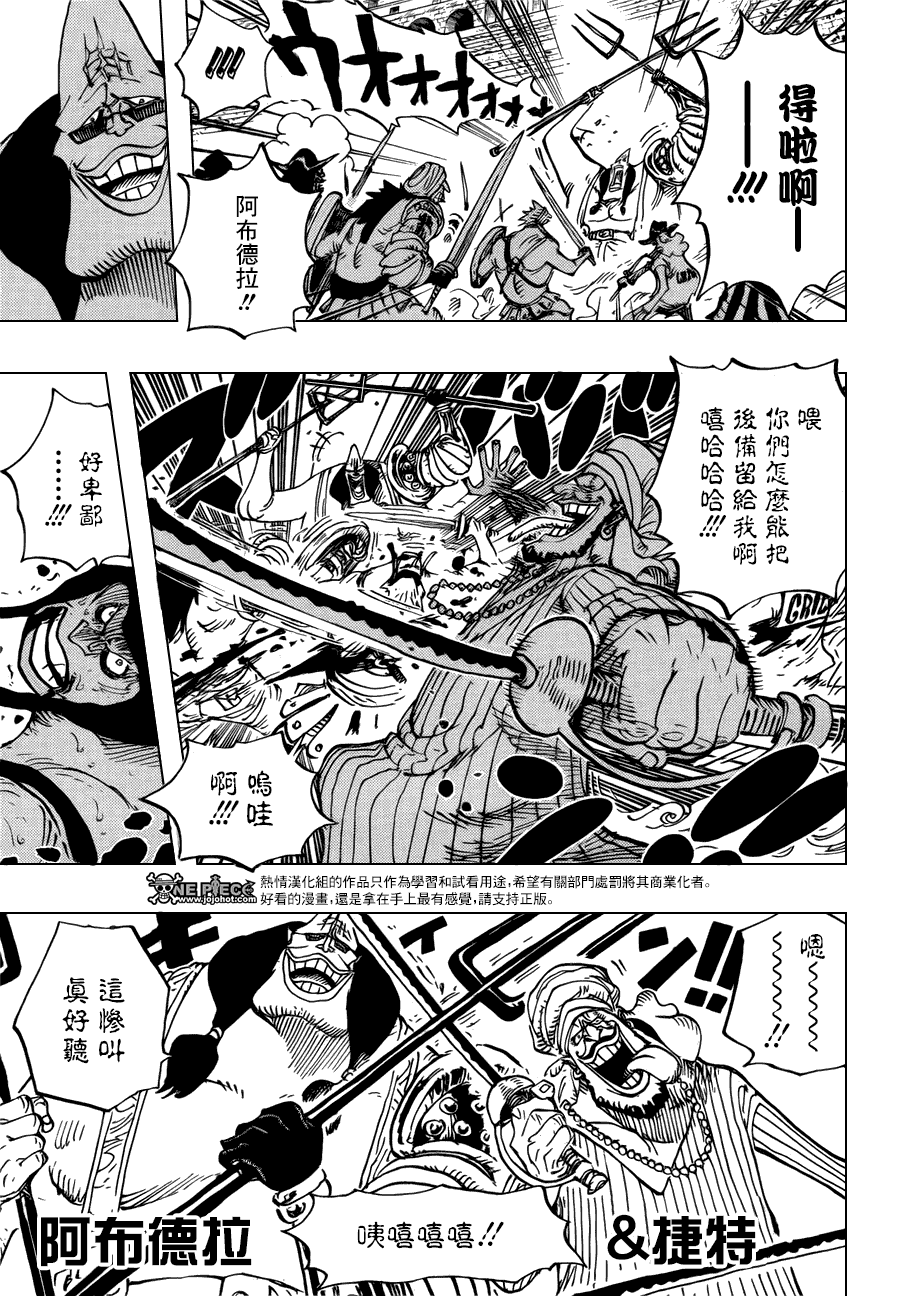 得啦啊——!!!
ウオオオオオオ
!!!
阿布德拉!!
喂
你們怎麼能把
後備留給我啊
嘻哈哈哈!!!
GRID
好卑鄙
……!!!
嗚哇
啊!!!
ONE PIECE
www.jojohot.com
熱情漢化組的作品只作為學習和試看用途,希望有關部門處罰將其商業化者。
好看的漫畫,還是拿在手上最有感覺,請支持正版。
嗯~~~
~~~~!!
!!
這慘叫
真好聽
咦嘻嘻嘻!!
&捷特
阿布德拉